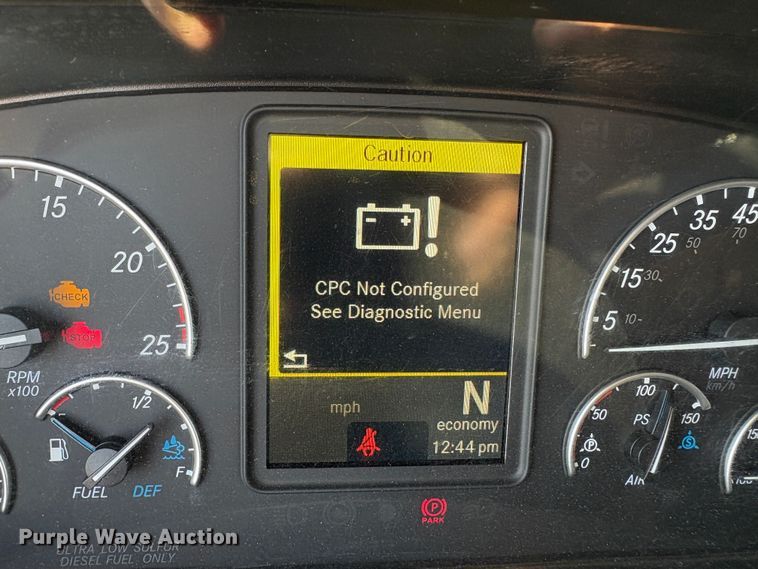 Caution
- +
CPC Not Configured
See Diagnostic Menu
mph
N
economy
12:44 pm
15
20
25
CHECK
STOP
RPM
x100
1/2
F
FUEL
DEF
ULTRA LOW SULFUR
DIESEL FUEL ONLY
5
15
25
35
45
10
30
50
70
MPH
km/h
0
50
100
150
PS
P
S
AIR
P
PARK
Purple Wave Auction